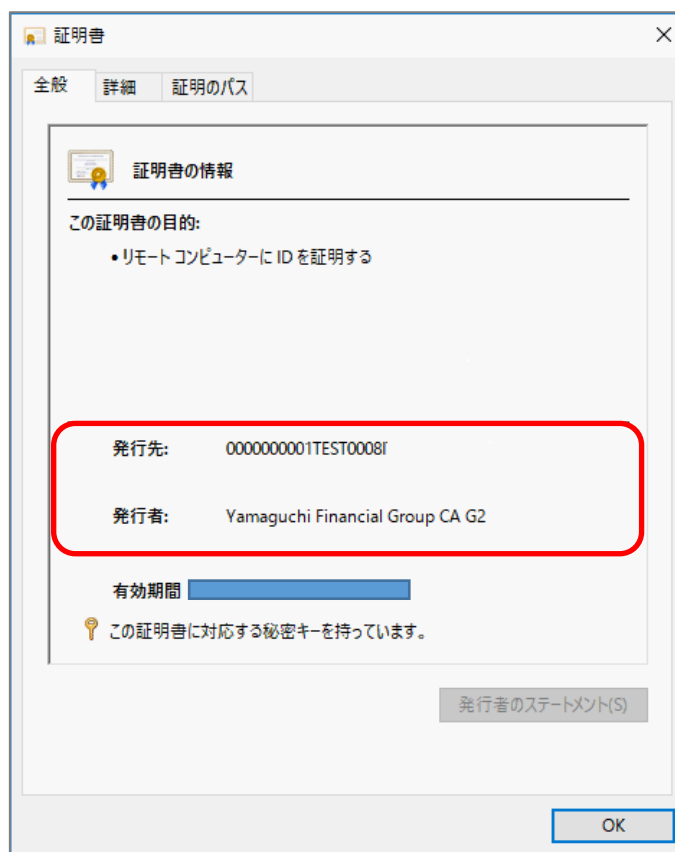 証明書
全般 詳細 証明のパス
証明書の情報
この証明書の目的:
• リモート コンピューターに ID を証明する
発行先: 0000000001TEST0008
発行者: Yamaguchi Financial Group CA G2
有効期間
この証明書に対応する秘密キーを持っています。
発行者のステートメント(S)
OK